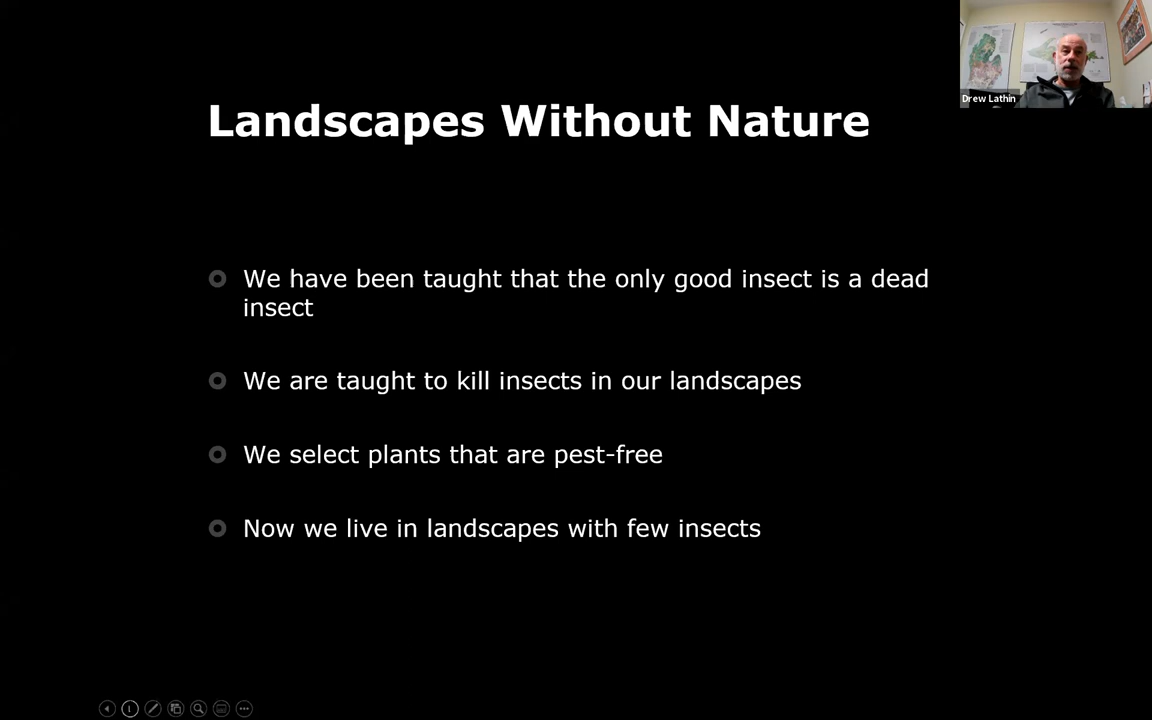 Drew Lathin
Landscapes Without Nature
We have been taught that the only good insect is a dead
insect
We are taught to kill insects in our landscapes
We select plants that are pest-free
Now we live in landscapes with few insects